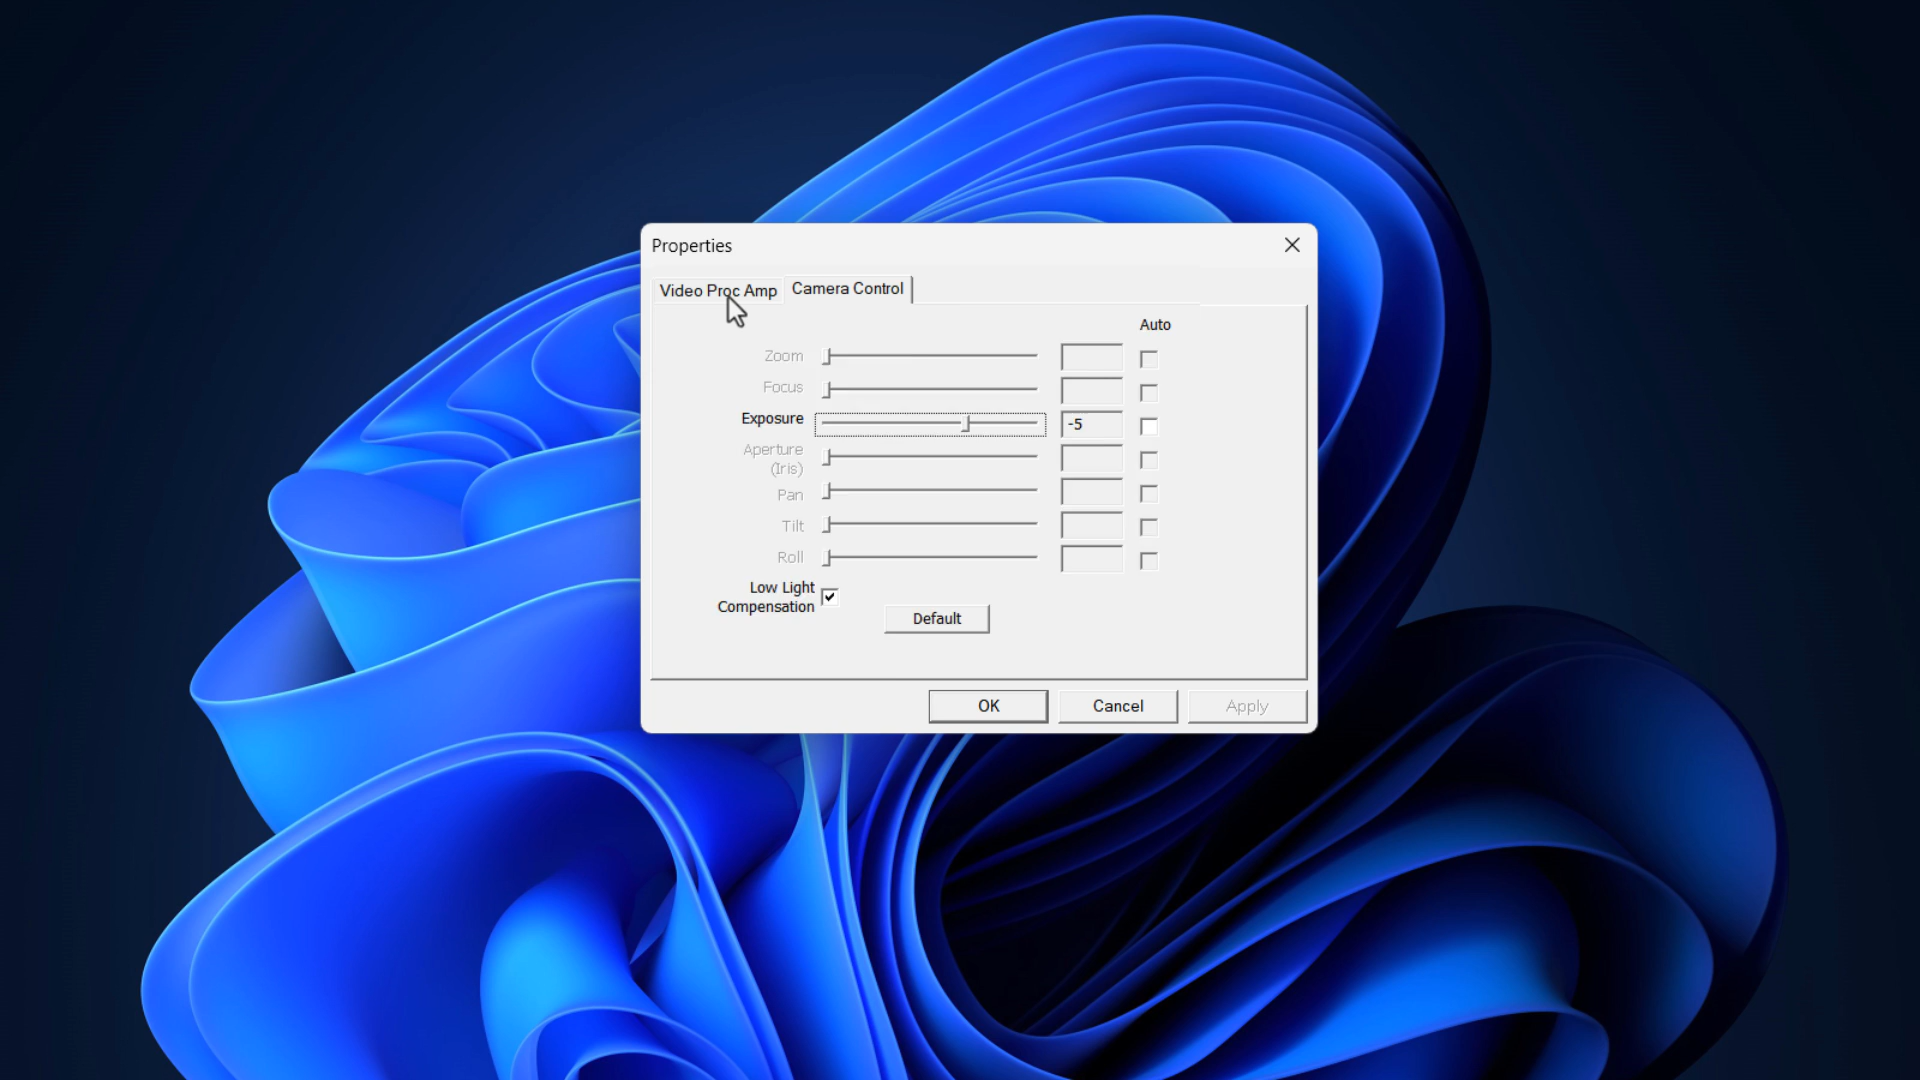 Properties
Video Proc Amp
Camera Control
Auto
Zoom
Focus
Exposure
-5
Aperture
(Iris)
Pan
Tilt
Roll
Low Light
Compensation
Default
OK
Cancel
Apply